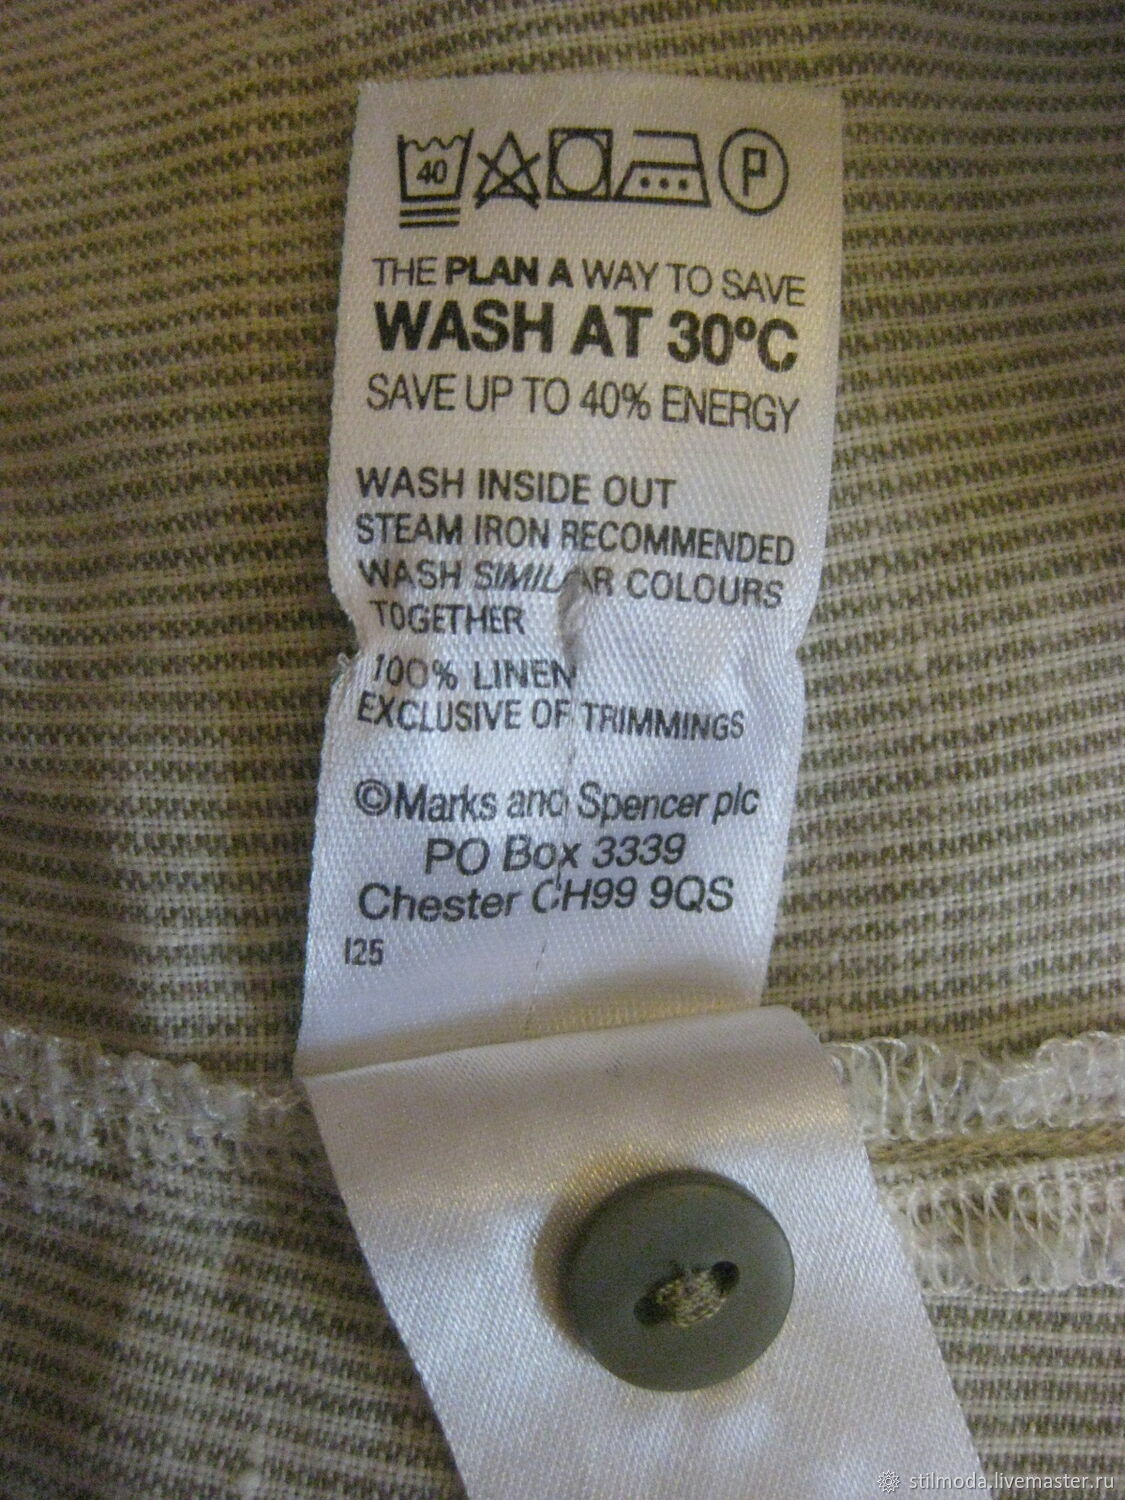 40 P
THE PLAN A WAY TO SAVE
WASH AT 30ºC
SAVE UP TO 40% ENERGY
WASH INSIDE OUT
STEAM IRON RECOMMENDED
WASH SIMILAR COLOURS
TOGETHER
100% LINEN
EXCLUSIVE OF TRIMMINGS
©Marks and Spencer plc
PO Box 3339
Chester CH99 9QS
I25
stilmoda.livemaster.ru